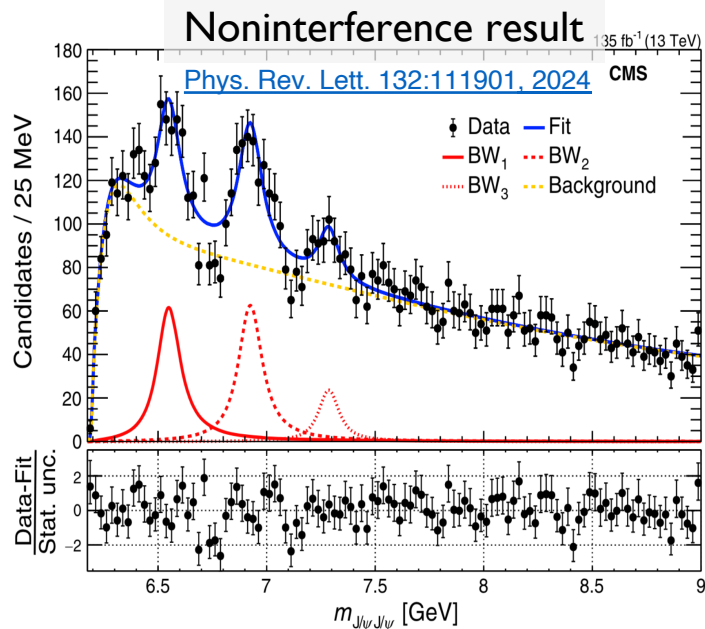 Noninterference result
135 fb⁻¹ (13 TeV)
Phys. Rev. Lett. 132:111901, 2024
CMS
Data
Fit
BW₁
BW₂
BW₃
Background
Candidates / 25 MeV
180
160
140
120
100
80
60
40
20
0
Data-Fit
Stat. unc.
2
0
−2
6.5 7 7.5 8 8.5 9
m_J/ψ J/ψ [GeV]